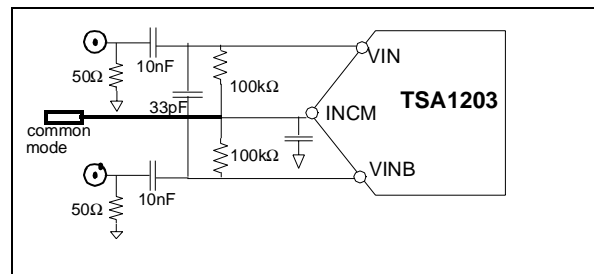 VIN
50Ω
10nF
100kΩ
TSA1203
33pF
INCM
common
mode
100kΩ
VINB
50Ω
10nF